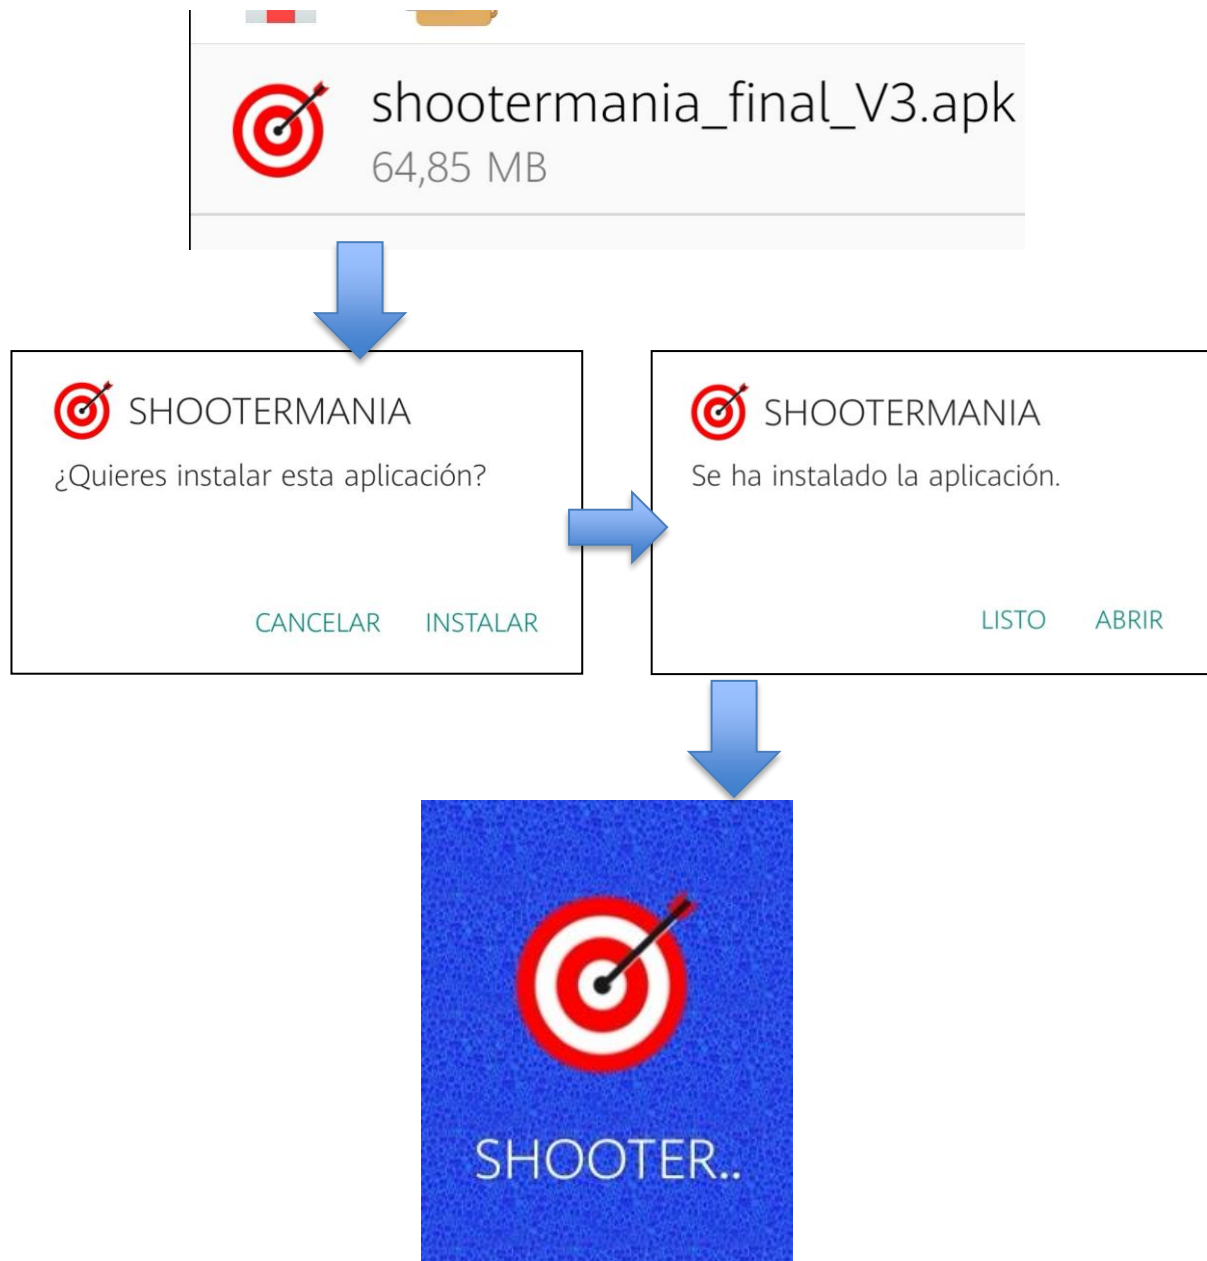 shootermania_final_V3.apk
64,85 MB
SHOOTERMANIA
¿Quieres instalar esta aplicación?
CANCELAR INSTALAR
SHOOTERMANIA
Se ha instalado la aplicación.
LISTO ABRIR
SHOOTER..